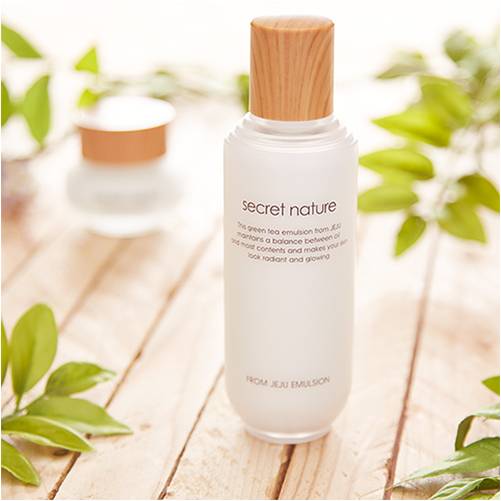 secret nature
This green tea emulsion from JEJU
maintains a balance between oil
and moist contents and makes your skin
look radiant and glowing
FROM JEJU EMULSION